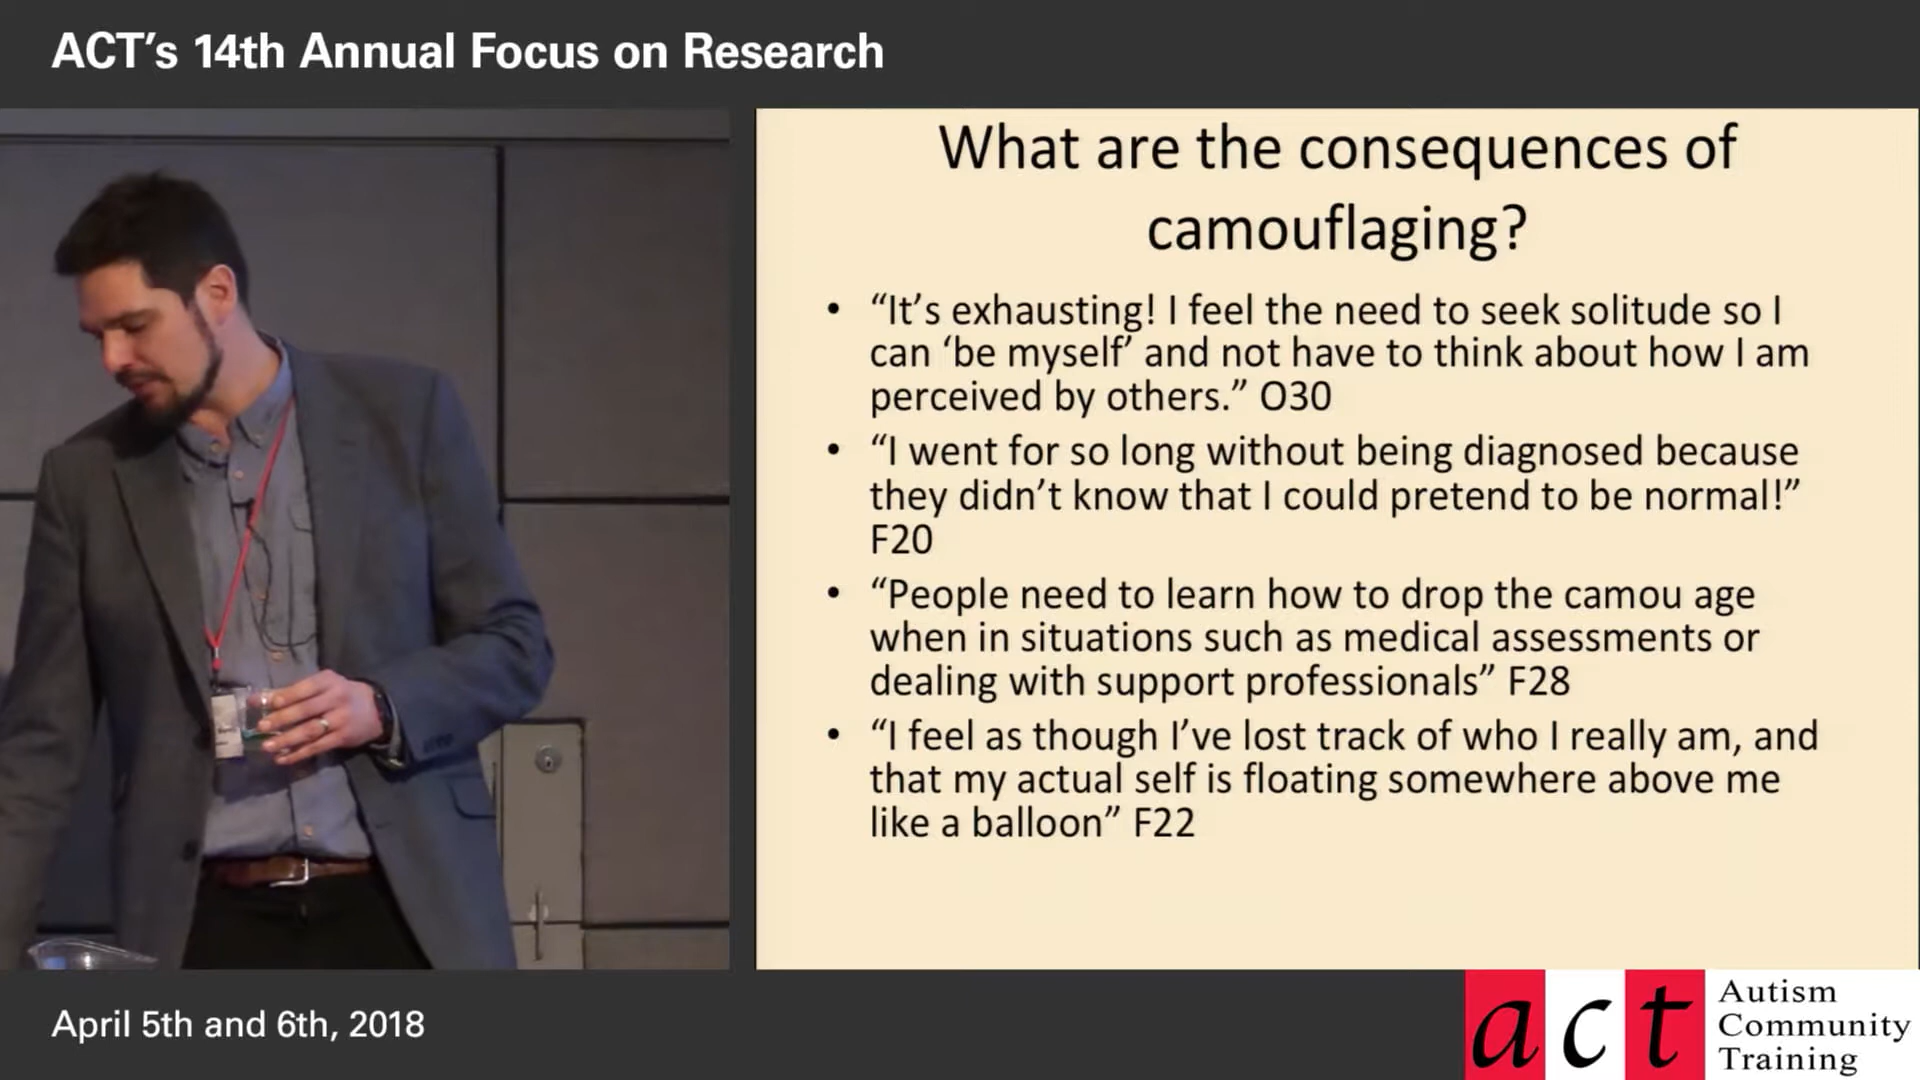 ACT’s 14th Annual Focus on Research
What are the consequences of
camouflaging?
• “It’s exhausting! I feel the need to seek solitude so I
can ‘be myself’ and not have to think about how I am
perceived by others.” O30
• “I went for so long without being diagnosed because
they didn’t know that I could pretend to be normal!”
F20
• “People need to learn how to drop the camou age
when in situations such as medical assessments or
dealing with support professionals” F28
• “I feel as though I’ve lost track of who I really am, and
that my actual self is floating somewhere above me
like a balloon” F22
April 5th and 6th, 2018
act
Autism
Community
Training